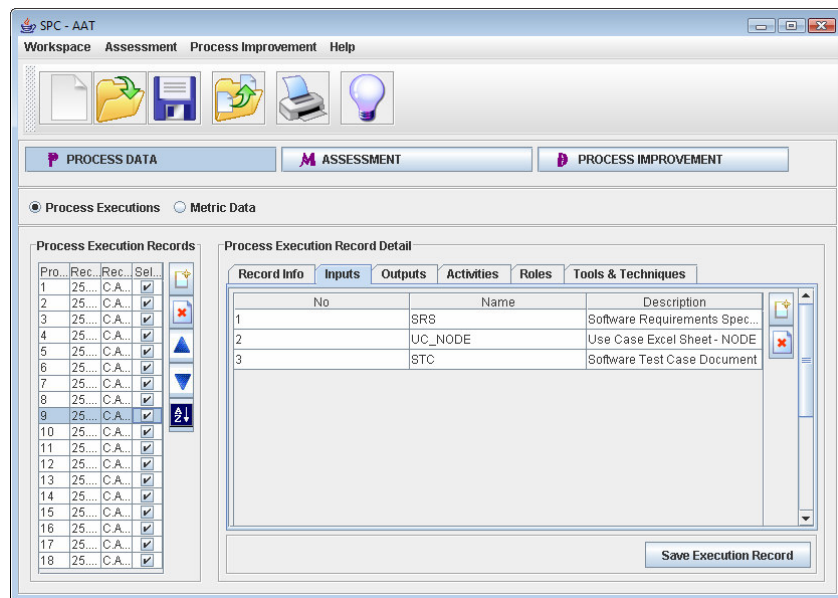 SPC - AAT
Workspace Assessment Process Improvement Help
P PROCESS DATA M ASSESSMENT PROCESS IMPROVEMENT
Process Executions Metric Data
Process Execution Records Process Execution Record Detail
Record Info Inputs Outputs Activities Roles Tools & Techniques
Pro... Rec... Rec... Sel...
No Name Description
1 25.... C.A...
2 25.... C.A...
3 25.... C.A...
4 25.... C.A...
5 25.... C.A...
6 25.... C.A...
7 25.... C.A...
8 25.... C.A...
9 25.... C.A...
10 25.... C.A...
11 25.... C.A...
12 25.... C.A...
13 25.... C.A...
14 25.... C.A...
15 25.... C.A...
16 25.... C.A...
17 25.... C.A...
18 25.... C.A...
A
Z
1 SRS Software Requirements Spec...
2 UC_NODE Use Case Excel Sheet - NODE
3 STC Software Test Case Document
Save Execution Record